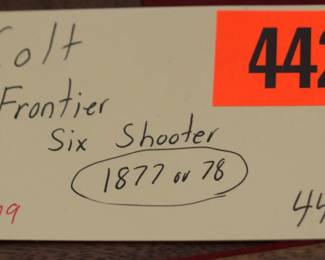 Colt
442
Frontier
Six Shooter
1877 or 78
44